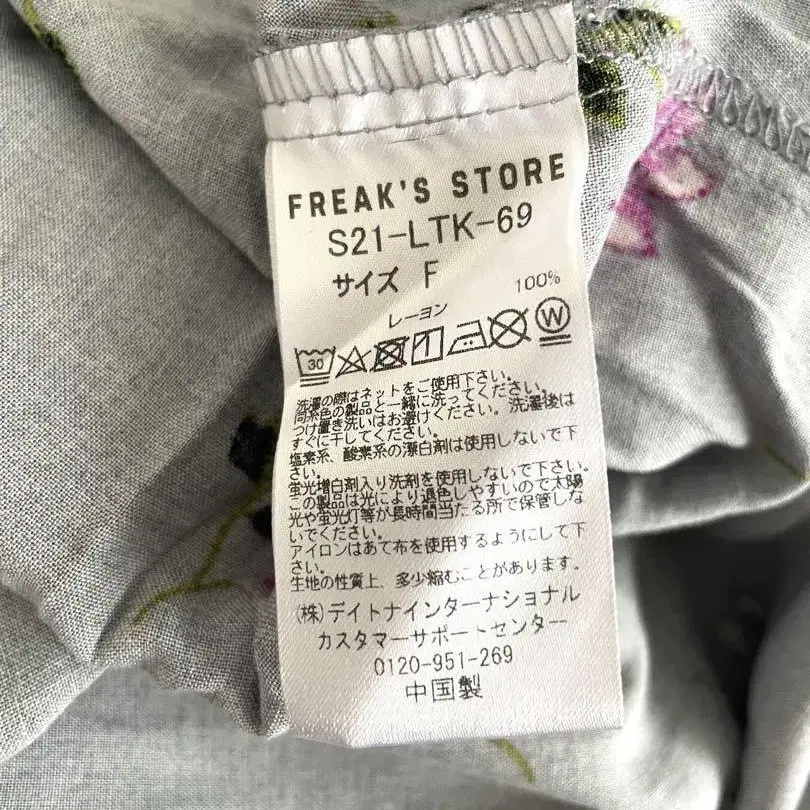 FREAK'S STORE
S21-LTK-69
サイズ F
レーヨン 100%
30 W
洗濯の際はネットをご使用下さい。
同系色の製品と一緒に洗ってください。
つけ置き洗いはお避けください。洗濯後は
すぐに干してください。
塩素系、酸素系の漂白剤は使用しないで下
さい。
蛍光増白剤入り洗剤を使用しないで下さい。
この製品は光により退色しやすいので太陽
光や蛍光灯等が長時間当たる所で保管しな
いでください。
アイロンはあて布を使用するようにして下
さい。
生地の性質上、多少縮むことがあります。
(株)デイトナインターナショナル
カスタマーサポートセンター
0120-951-269
中国製